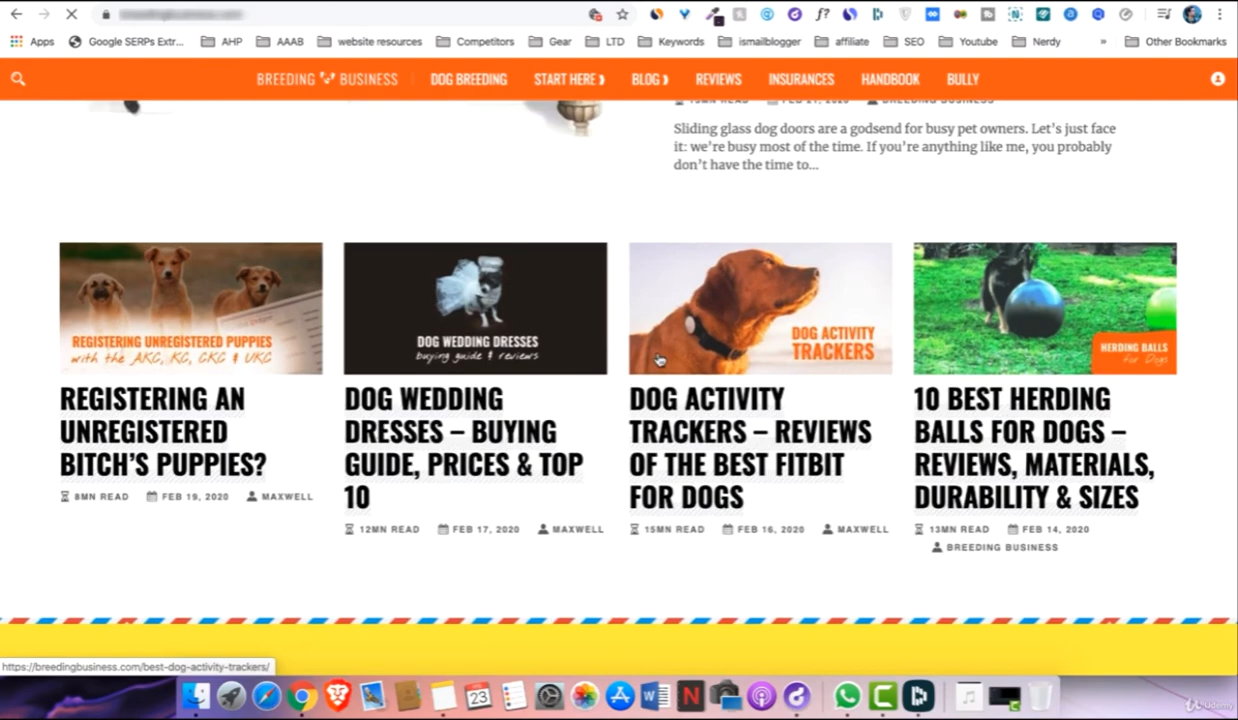 Apps
Google SERPs Extr...
AHP
AAAB
website resources
Competitors
Gear
LTD
Keywords
ismailblogger
affiliate
SEO
Youtube
Nerdy
»
Other Bookmarks
BREEDING BUSINESS
DOG BREEDING
START HERE
BLOG
REVIEWS
INSURANCES
HANDBOOK
BULLY
Sliding glass dog doors are a godsend for busy pet owners. Let's just face
it: we're busy most of the time. If you're anything like me, you probably
don't have the time to...
REGISTERING UNREGISTERED PUPPIES
with the AKC, KC, CKC & UKC
REGISTERING AN
UNREGISTERED
BITCH'S PUPPIES?
8MN READ FEB 19, 2020 MAXWELL
DOG WEDDING DRESSES
buying guide & reviews
DOG WEDDING
DRESSES – BUYING
GUIDE, PRICES & TOP
10
12MN READ FEB 17, 2020 MAXWELL
DOG ACTIVITY
TRACKERS
DOG ACTIVITY
TRACKERS – REVIEWS
OF THE BEST FITBIT
FOR DOGS
15MN READ FEB 16, 2020 MAXWELL
HERDING BALLS
for Dogs
10 BEST HERDING
BALLS FOR DOGS –
REVIEWS, MATERIALS,
DURABILITY & SIZES
13MN READ FEB 14, 2020
BREEDING BUSINESS
https://breedingbusiness.com/best-dog-activity-trackers/
23
Udemy